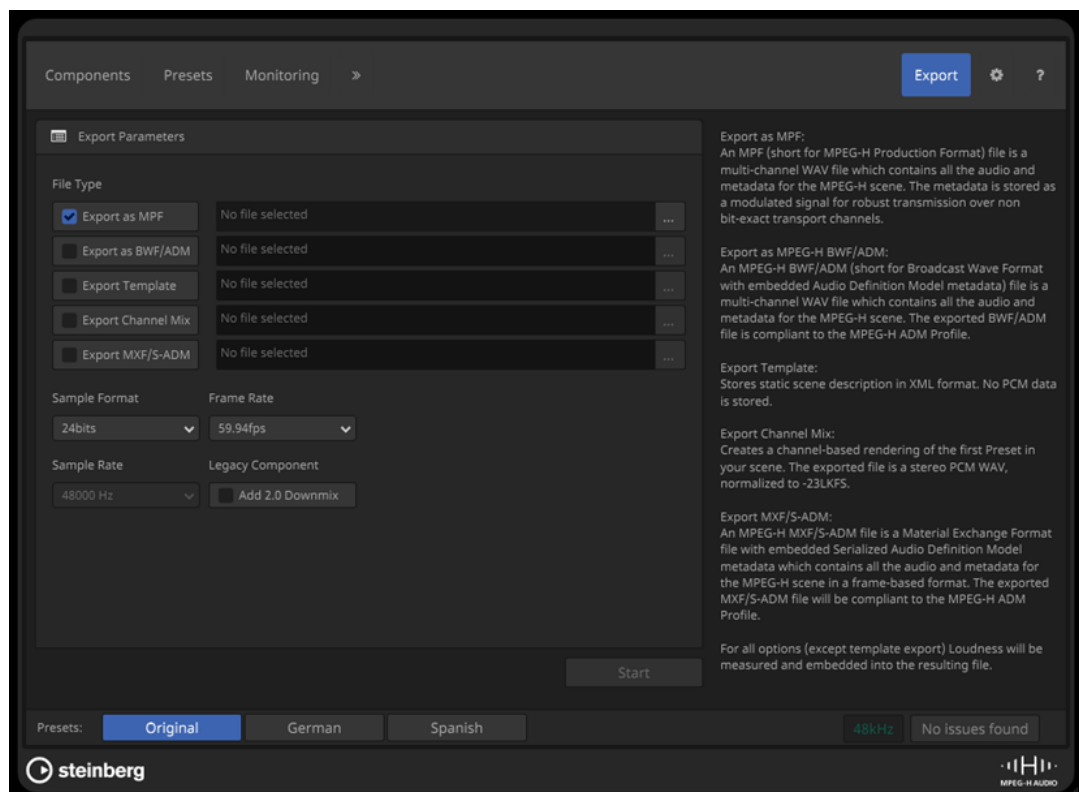 Components Presets Monitoring » Export ?
Export Parameters
File Type
Export as MPF No file selected ...
Export as BWF/ADM No file selected ...
Export Template No file selected ...
Export Channel Mix No file selected ...
Export MXF/S-ADM No file selected ...
Sample Format Frame Rate
24bits 59.94fps
Sample Rate Legacy Component
48000 Hz Add 2.0 Downmix
Export as MPF:
An MPF (short for MPEG-H Production Format) file is a
multi-channel WAV file which contains all the audio and
metadata for the MPEG-H scene. The metadata is stored as
a modulated signal for robust transmission over non
bit-exact transport channels.
Export as MPEG-H BWF/ADM:
An MPEG-H BWF/ADM (short for Broadcast Wave Format
with embedded Audio Definition Model metadata) file is a
multi-channel WAV file which contains all the audio and
metadata for the MPEG-H scene. The exported BWF/ADM
file is compliant to the MPEG-H ADM Profile.
Export Template:
Stores static scene description in XML format. No PCM data
is stored.
Export Channel Mix:
Creates a channel-based rendering of the first Preset in
your scene. The exported file is a stereo PCM WAV,
normalized to -23LKFS.
Export MXF/S-ADM:
An MPEG-H MXF/S-ADM file is a Material Exchange Format
file with embedded Serialized Audio Definition Model
metadata which contains all the audio and metadata for
the MPEG-H scene in a frame-based format. The exported
MXF/S-ADM file will be compliant to the MPEG-H ADM
Profile.
For all options (except template export) Loudness will be
measured and embedded into the resulting file.
Start
Presets: Original German Spanish 48kHz No issues found
steinberg
MPEG-H AUDIO